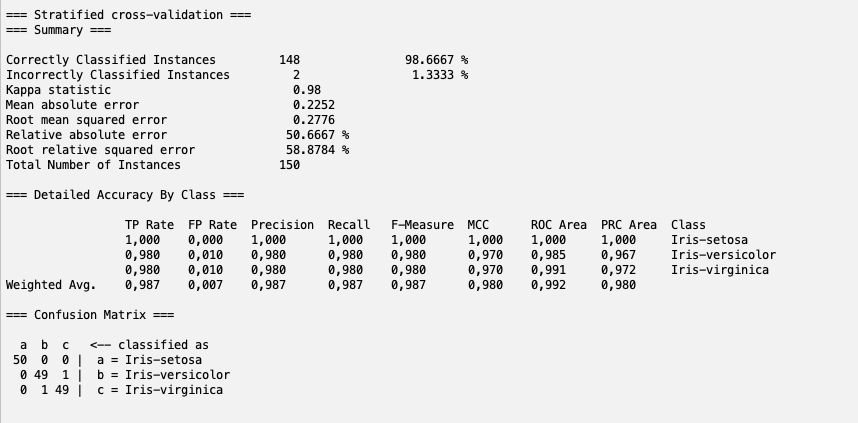 === Stratified cross-validation ===
=== Summary ===

Correctly Classified Instances         148               98.6667 %
Incorrectly Classified Instances         2                1.3333 %
Kappa statistic                          0.98
Mean absolute error                      0.2252
Root mean squared error                  0.2776
Relative absolute error                 50.6667 %
Root relative squared error             58.8784 %
Total Number of Instances              150

=== Detailed Accuracy By Class ===

                 TP Rate  FP Rate  Precision  Recall   F-Measure  MCC      ROC Area  PRC Area  Class
                 1,000    0,000    1,000      1,000    1,000      1,000    1,000     1,000     Iris-setosa
                 0,980    0,010    0,980      0,980    0,980      0,970    0,985     0,967     Iris-versicolor
                 0,980    0,010    0,980      0,980    0,980      0,970    0,991     0,972     Iris-virginica
Weighted Avg.    0,987    0,007    0,987      0,987    0,987      0,980    0,992     0,980

=== Confusion Matrix ===

  a  b  c   <-- classified as
 50  0  0 |  a = Iris-setosa
  0 49  1 |  b = Iris-versicolor
  0  1 49 |  c = Iris-virginica